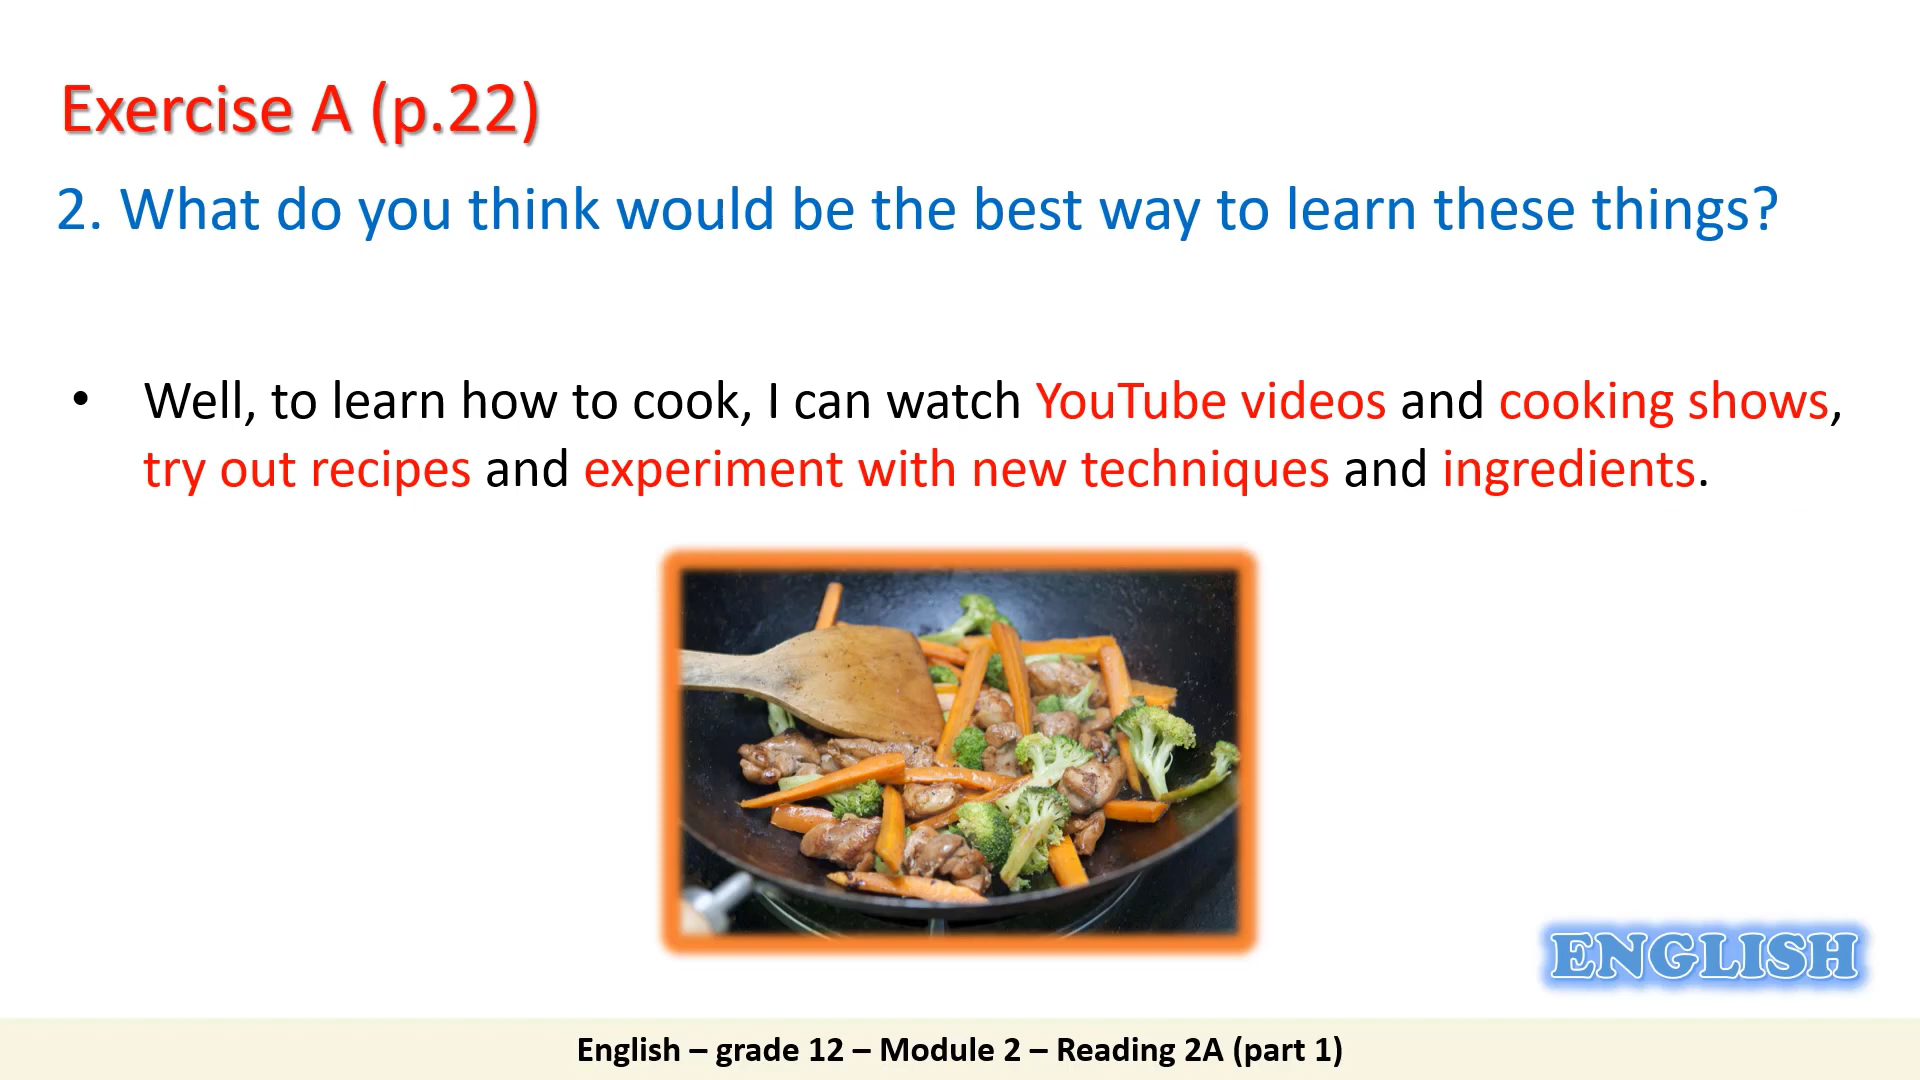 Exercise A (p.22)
2. What do you think would be the best way to learn these things?
• Well, to learn how to cook, I can watch YouTube videos and cooking shows,
try out recipes and experiment with new techniques and ingredients.
ENGLISH
English – grade 12 – Module 2 – Reading 2A (part 1)